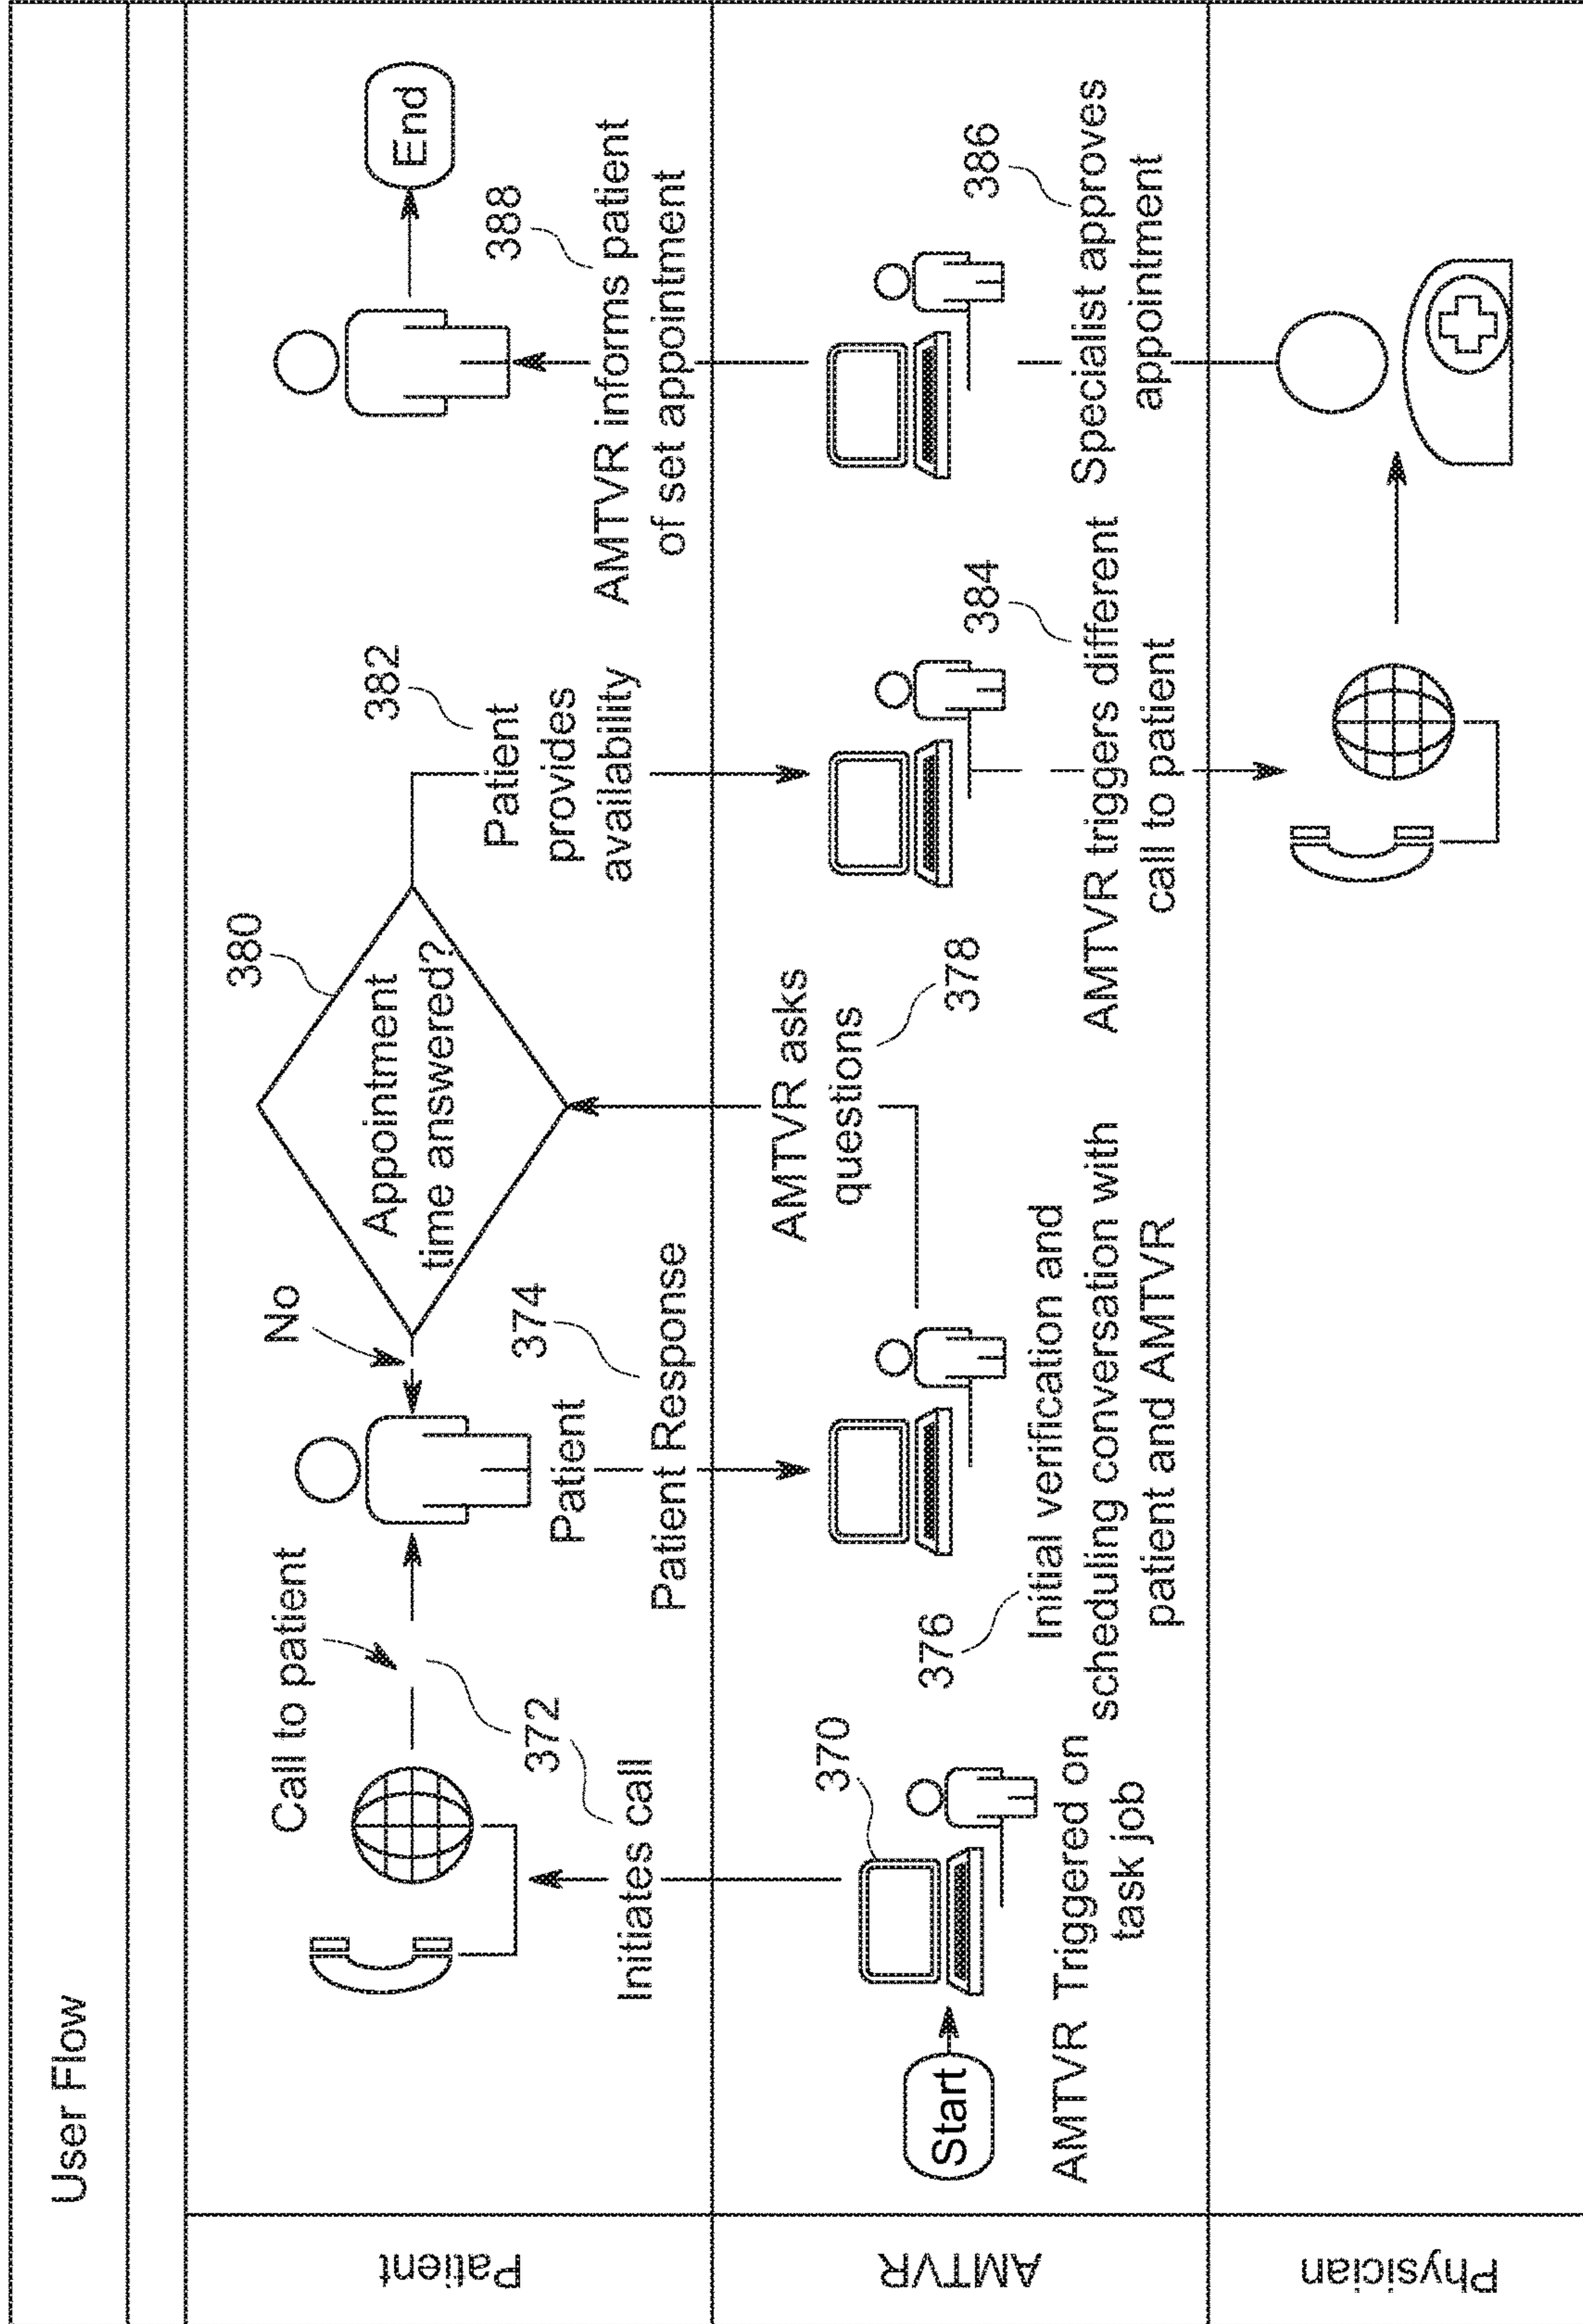 User Flow
Patient
Call to patient
372
Initiates call
No
Patient
374
Patient Response
380
Appointment
time answered?
382
Patient
provides
availability
388
AMTVR informs patient
of set appointment
End
AMTVR
Start
370
AMTVR Triggered on
task job
376
Initial verification and
scheduling conversation with
patient and AMTVR
AMTVR asks
questions
378
384
AMTVR triggers different
call to patient
386
Specialist approves
appointment
Physician